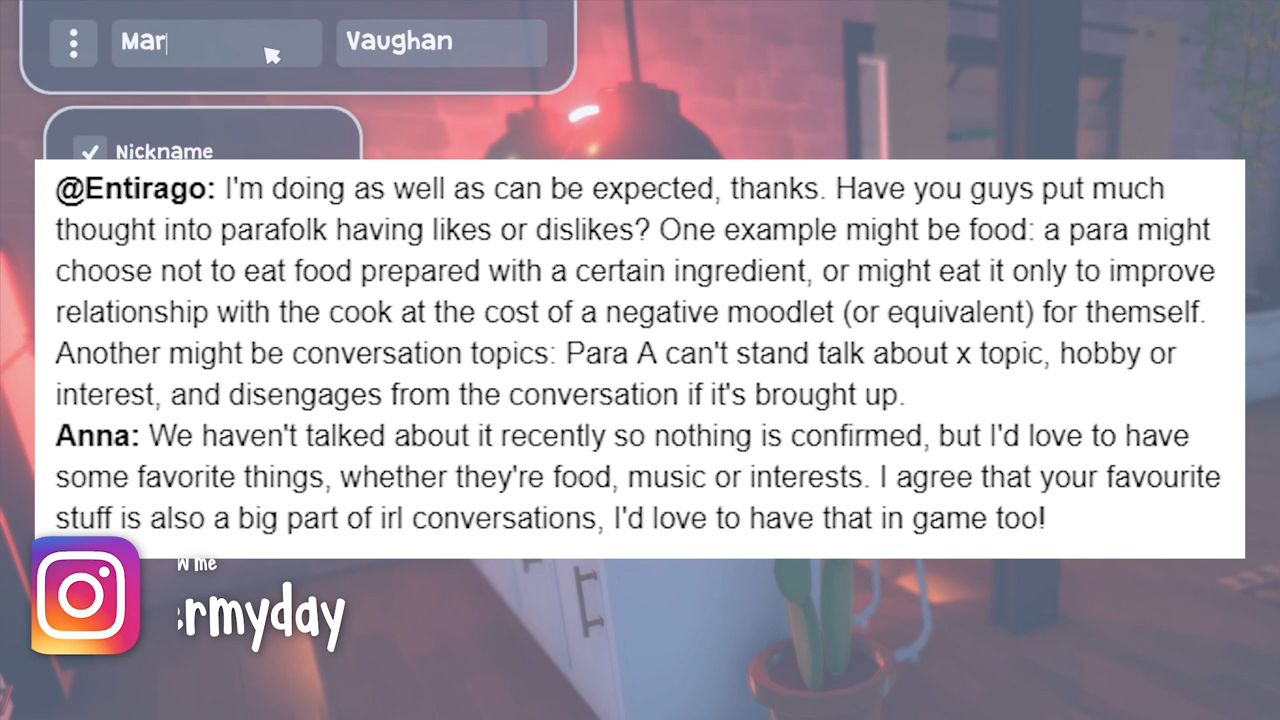 Mar
Vaughan
Nickname
@Entirago: I'm doing as well as can be expected, thanks. Have you guys put much
thought into parafolk having likes or dislikes? One example might be food: a para might
choose not to eat food prepared with a certain ingredient, or might eat it only to improve
relationship with the cook at the cost of a negative moodlet (or equivalent) for themself.
Another might be conversation topics: Para A can't stand talk about x topic, hobby or
interest, and disengages from the conversation if it's brought up.
Anna: We haven't talked about it recently so nothing is confirmed, but I'd love to have
some favorite things, whether they're food, music or interests. I agree that your favourite
stuff is also a big part of irl conversations, I'd love to have that in game too!
w me
rmyday